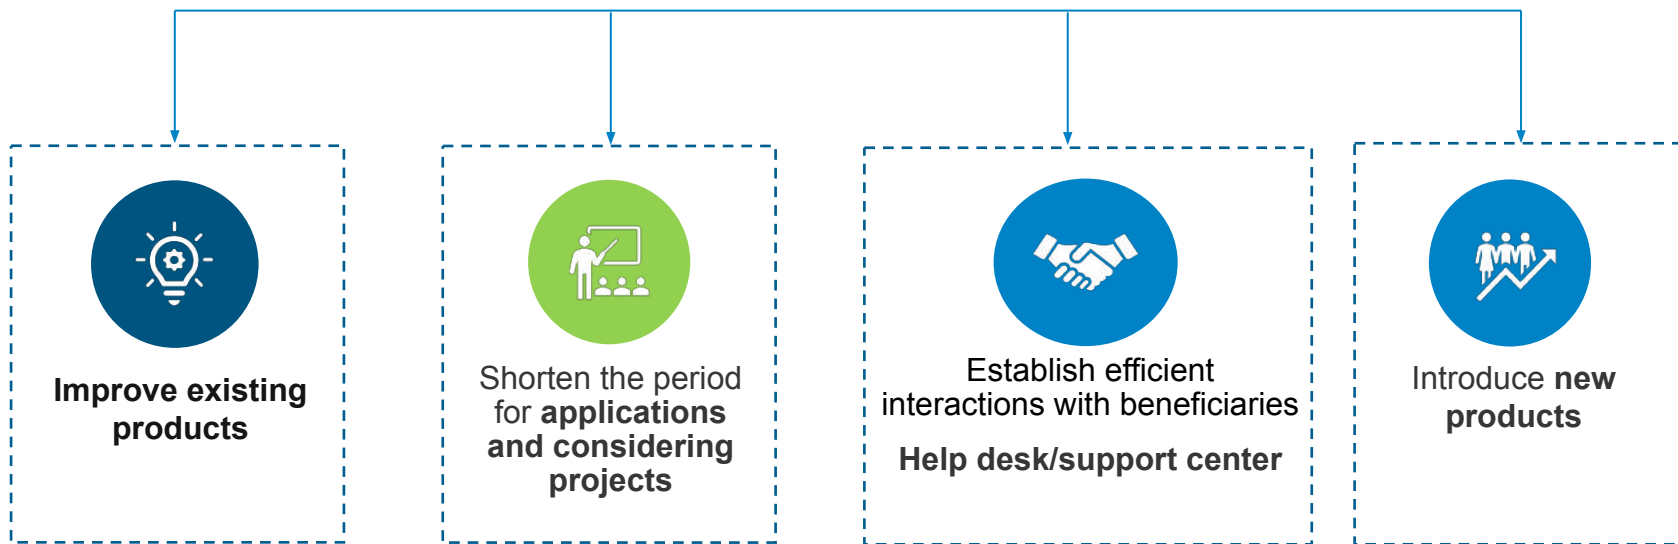 Improve existing
products
Shorten the period
for applications
and considering
projects
Establish efficient
interactions with beneficiaries
Help desk/support center
Introduce new
products